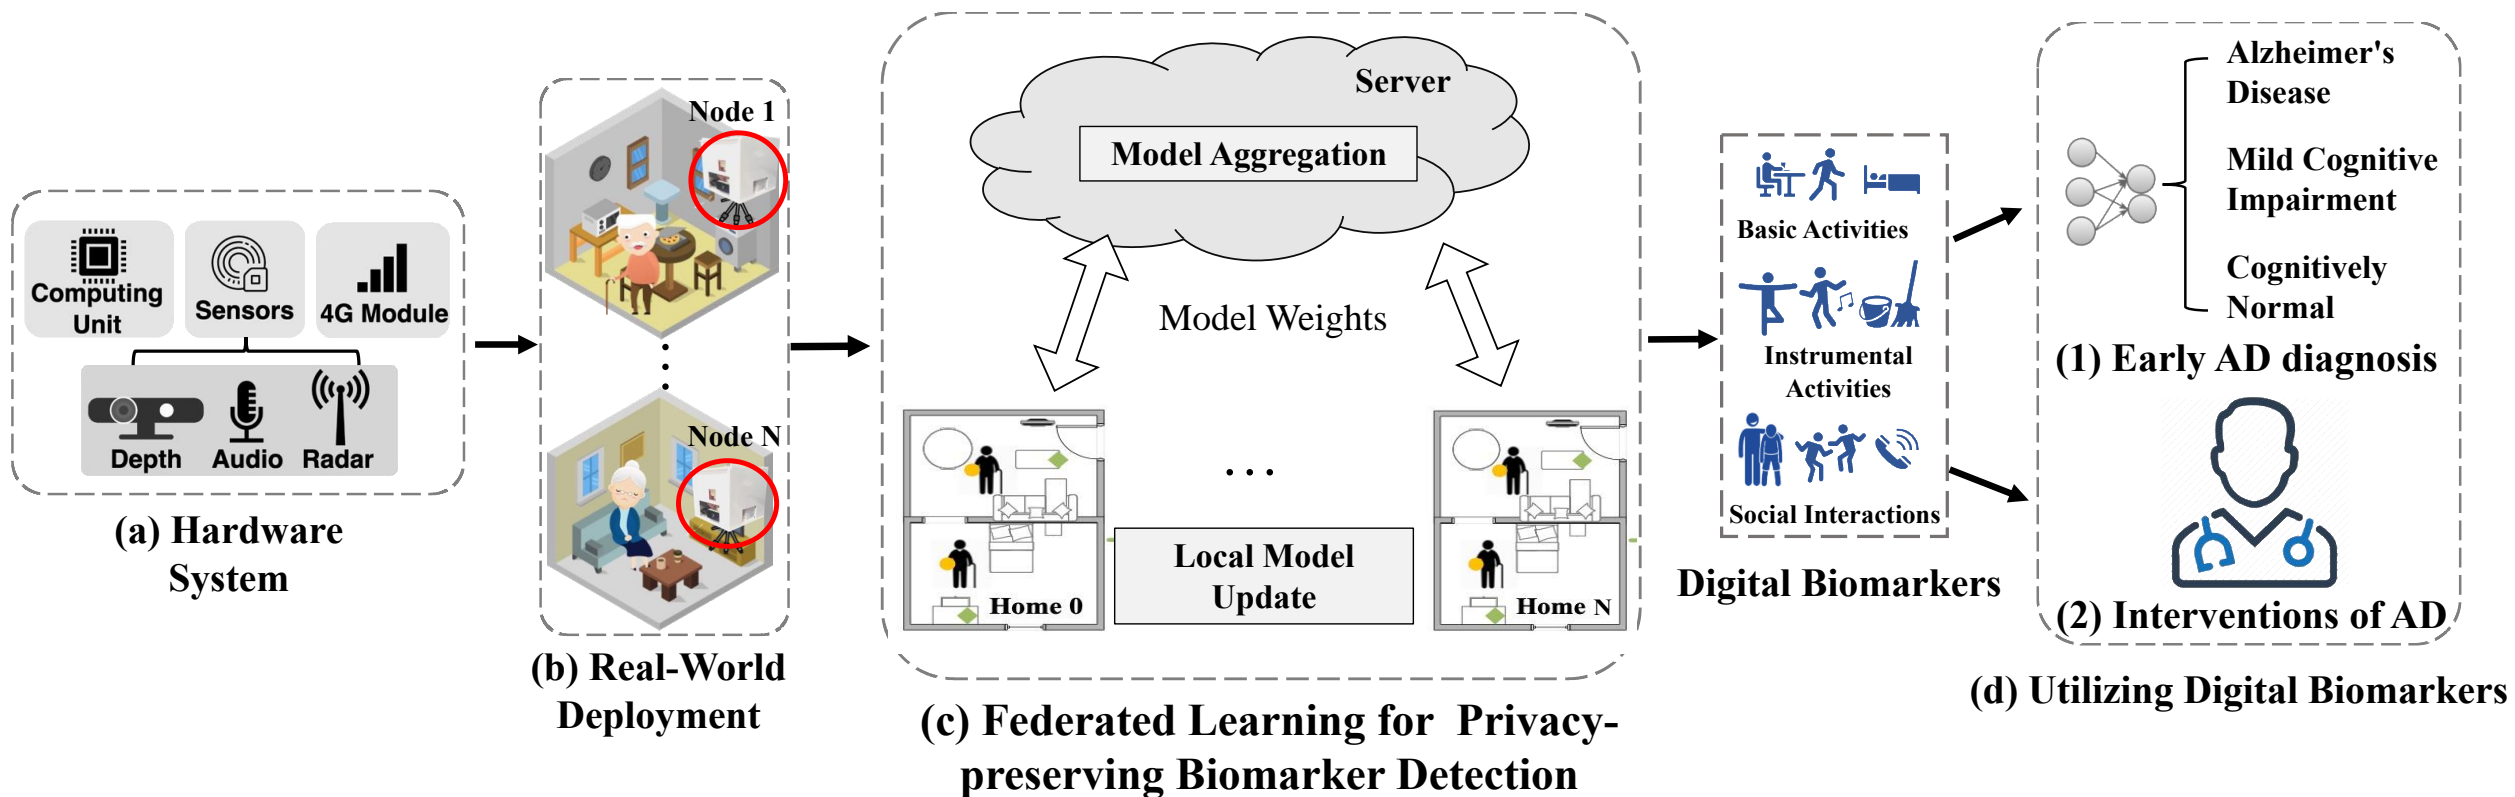 Computing
Unit
Sensors
4G Module
Depth
Audio
Radar
(a) Hardware
System
Node 1
Node N
(b) Real-World
Deployment
Server
Model Aggregation
Model Weights
...
Local Model
Update
Home 0
Home N
(c) Federated Learning for Privacy-
preserving Biomarker Detection
Basic Activities
Instrumental
Activities
Social Interactions
Digital Biomarkers
Alzheimer's
Disease
Mild Cognitive
Impairment
Cognitively
Normal
(1) Early AD diagnosis
(2) Interventions of AD
(d) Utilizing Digital Biomarkers